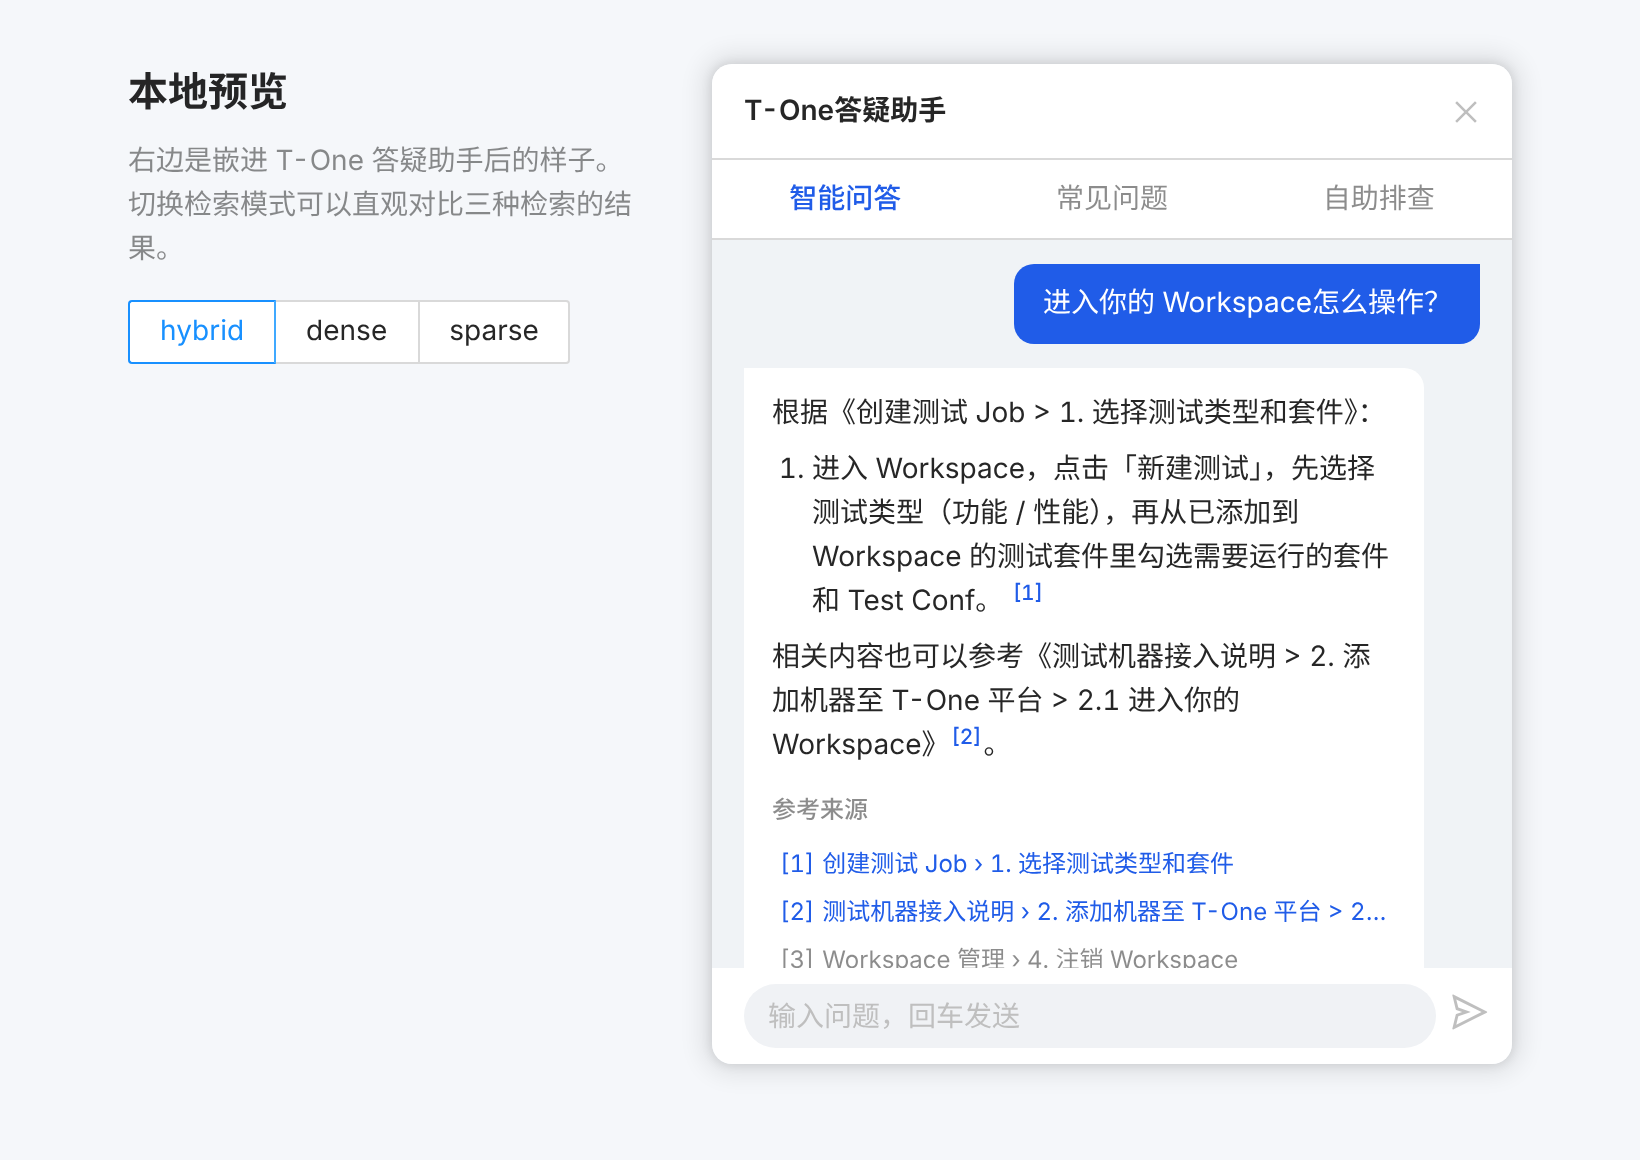 本地预览
右边是嵌进 T-One 答疑助手后的样子。
切换检索模式可以直观对比三种检索的结
果。
hybrid
dense
sparse
T-One答疑助手
智能问答
常见问题
自助排查
进入你的 Workspace怎么操作？
根据《创建测试 Job > 1. 选择测试类型和套件》：
1. 进入 Workspace，点击「新建测试」，先选择
测试类型（功能 / 性能），再从已添加到
Workspace 的测试套件里勾选需要运行的套件
和 Test Conf。 [1]
相关内容也可以参考《测试机器接入说明 > 2. 添
加机器至 T-One 平台 > 2.1 进入你的
Workspace》[2]。
参考来源
[1] 创建测试 Job › 1. 选择测试类型和套件
[2] 测试机器接入说明 › 2. 添加机器至 T-One 平台 > 2...
[3] Workspace 管理 › 4. 注销 Workspace
输入问题，回车发送